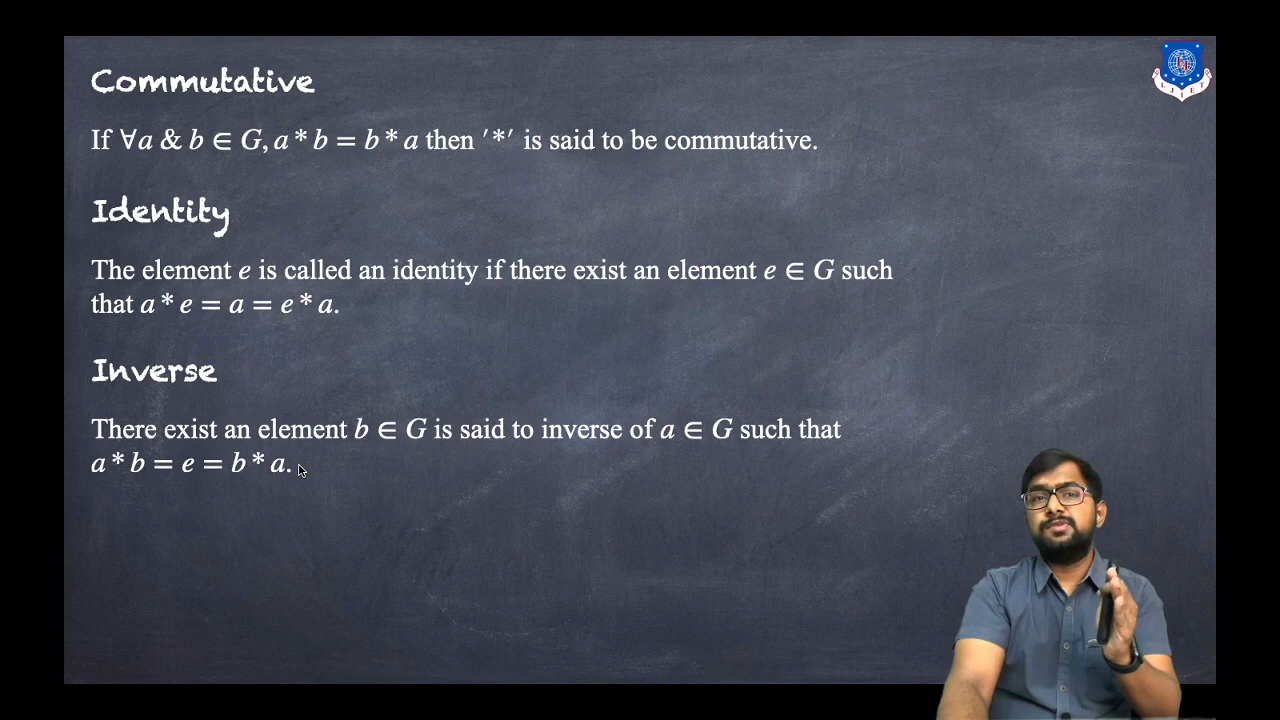 Commutative
If ∀a & b ∈ G, a * b = b * a then ′*′ is said to be commutative.
Identity
The element e is called an identity if there exist an element e ∈ G such
that a * e = a = e * a.
Inverse
There exist an element b ∈ G is said to inverse of a ∈ G such that
a * b = e = b * a.
LJIET